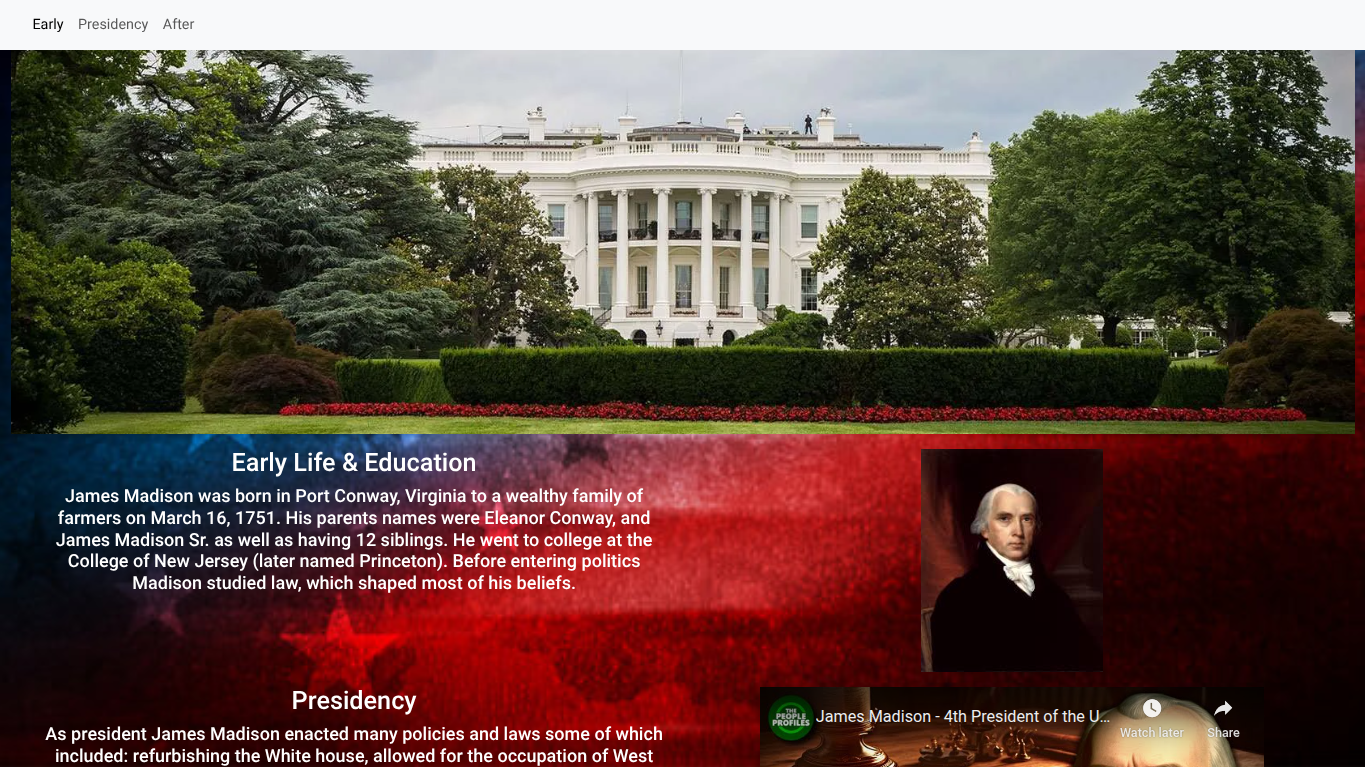 Early Presidency After
Early Life & Education
James Madison was born in Port Conway, Virginia to a wealthy family of
farmers on March 16, 1751. His parents names were Eleanor Conway, and
James Madison Sr. as well as having 12 siblings. He went to college at the
College of New Jersey (later named Princeton). Before entering politics
Madison studied law, which shaped most of his beliefs.
Presidency
As president James Madison enacted many policies and laws some of which
included: refurbishing the White house, allowed for the occupation of West
THE
PEOPLE
PROFILES
James Madison - 4th President of the U...
Watch later
Share